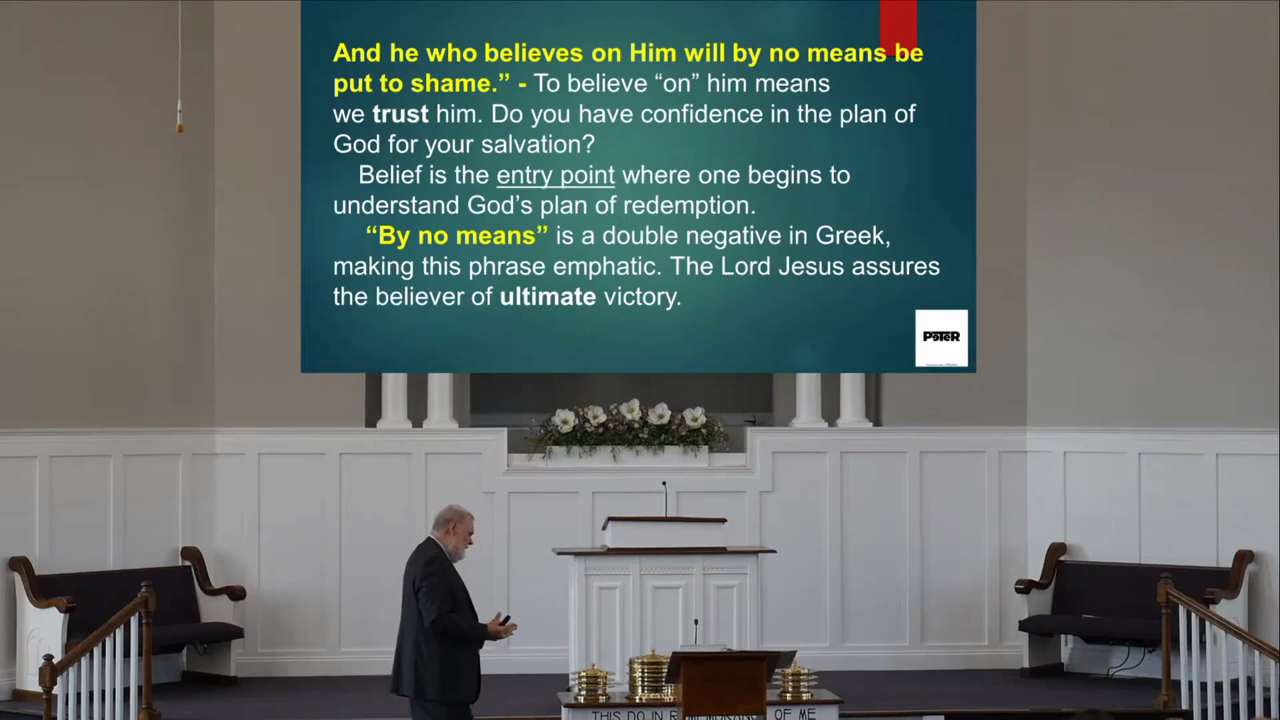 And he who believes on Him will by no means be
put to shame.” - To believe “on” him means
we trust him. Do you have confidence in the plan of
God for your salvation?
Belief is the entry point where one begins to
understand God’s plan of redemption.
“By no means” is a double negative in Greek,
making this phrase emphatic. The Lord Jesus assures
the believer of ultimate victory.
PeTeR
THIS DO IN OF ME